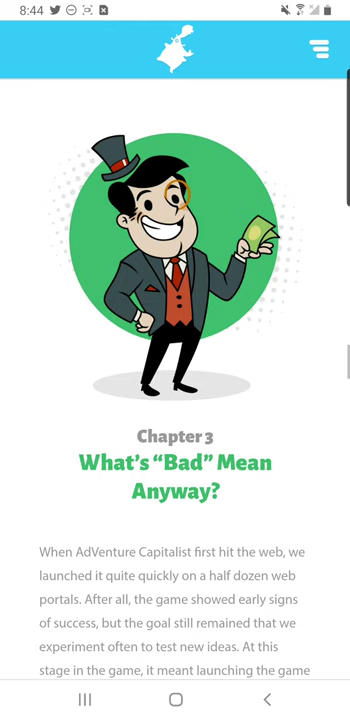 8:44
Chapter 3
What's “Bad” Mean
Anyway?
When AdVenture Capitalist first hit the web, we
launched it quite quickly on a half dozen web
portals. After all, the game showed early signs
of success, but the goal still remained that we
experiment often to test new ideas. At this
stage in the game, it meant launching the game